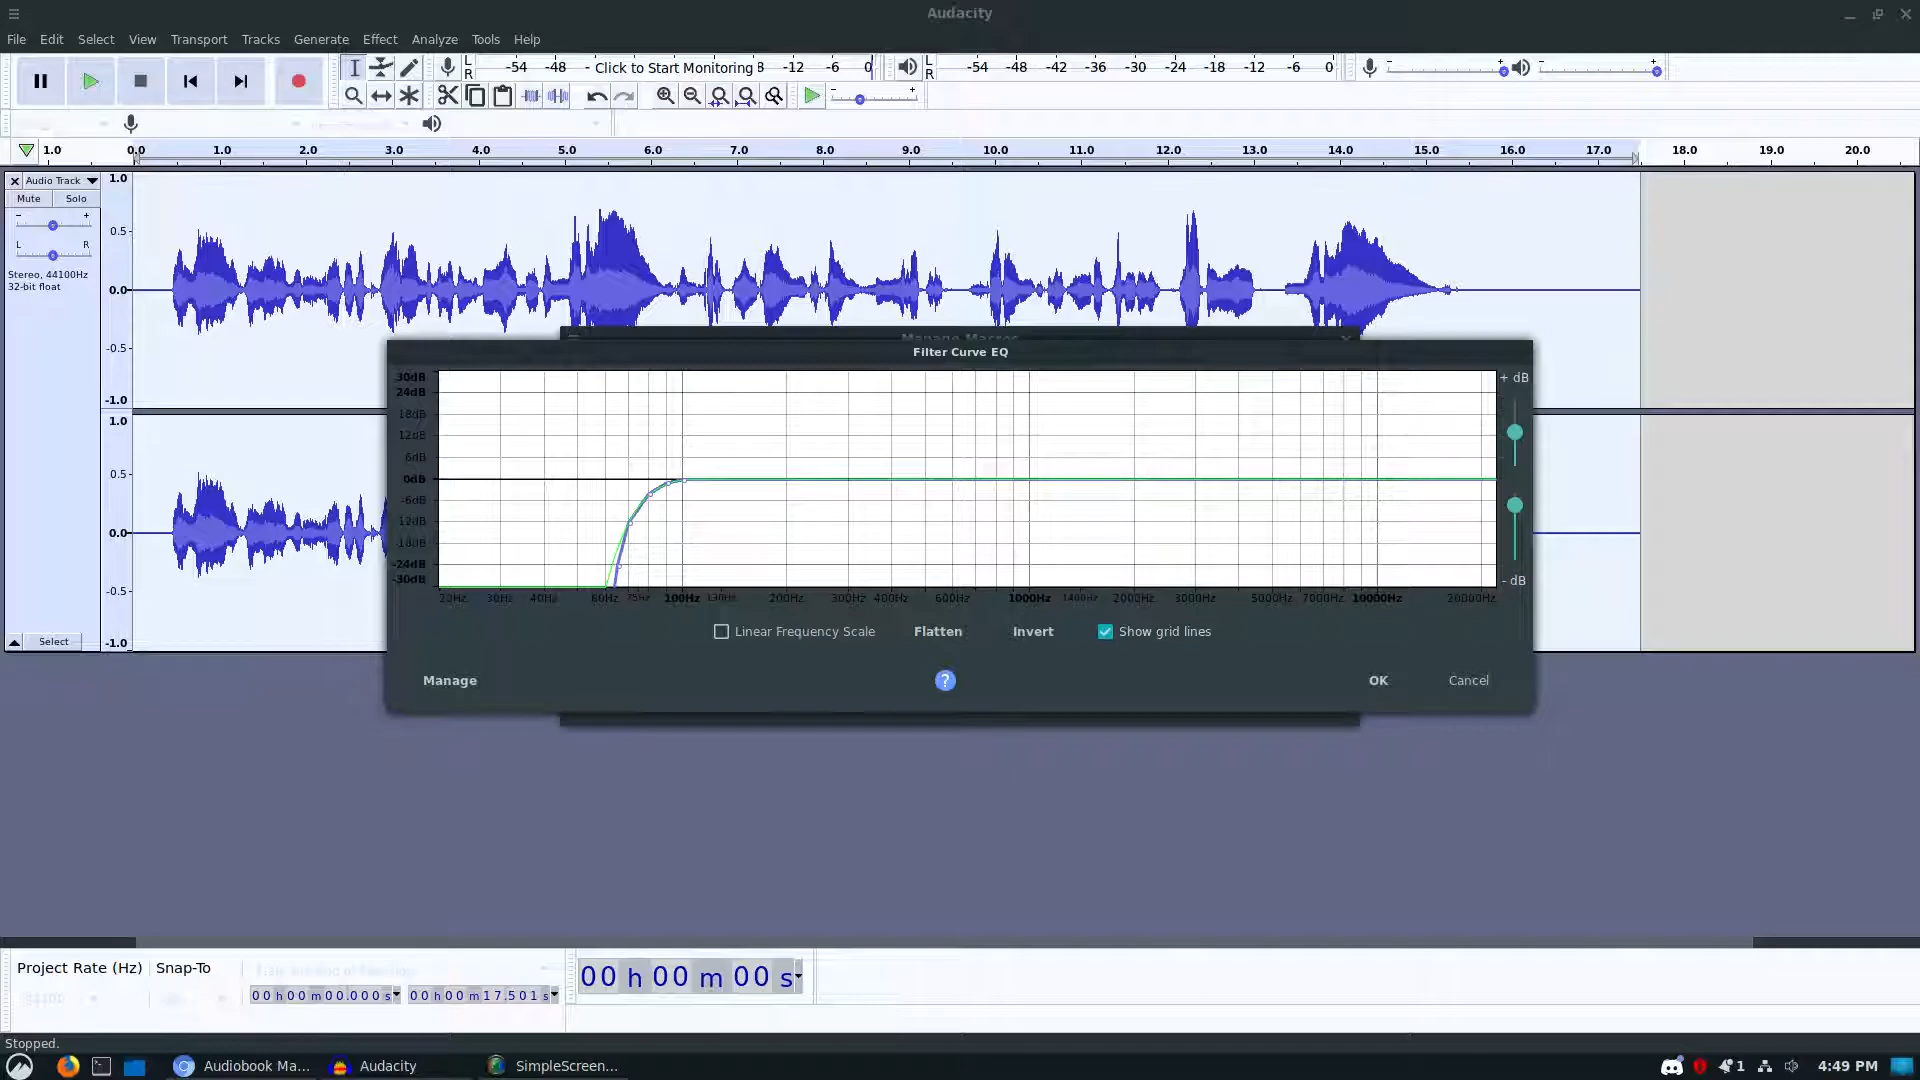 Audacity
File Edit Select View Transport Tracks Generate Effect Analyze Tools Help
L R -54 -48 - Click to Start Monitoring 8 -12 -6 0
L R -54 -48 -42 -36 -30 -24 -18 -12 -6 0
1.0 0.0 1.0 2.0 3.0 4.0 5.0 6.0 7.0 8.0 9.0 10.0 11.0 12.0 13.0 14.0 15.0 16.0 17.0 18.0 19.0 20.0
Audio Track
Mute Solo
L R
Stereo, 44100Hz
32-bit float
Select
1.0
0.5
0.0
-0.5
-1.0
1.0
0.5
0.0
-0.5
-1.0
Manage Macros
Filter Curve EQ
30dB
24dB
18dB
12dB
6dB
0dB
-6dB
-12dB
-18dB
-24dB
-30dB
+ dB
- dB
20Hz 30Hz 40Hz 60Hz 75Hz 100Hz 130Hz 200Hz 300Hz 400Hz 600Hz 1000Hz 1400Hz 2000Hz 3000Hz 5000Hz 7000Hz 10000Hz 20000Hz
Linear Frequency Scale Flatten Invert Show grid lines
Manage ? OK Cancel
Project Rate (Hz) Snap-To
44100
00 h 00 m 00.000 s 00 h 00 m 17.501 s
00 h 00 m 00 s
Stopped.
Audiobook Ma... Audacity SimpleScreen... 1 4:49 PM